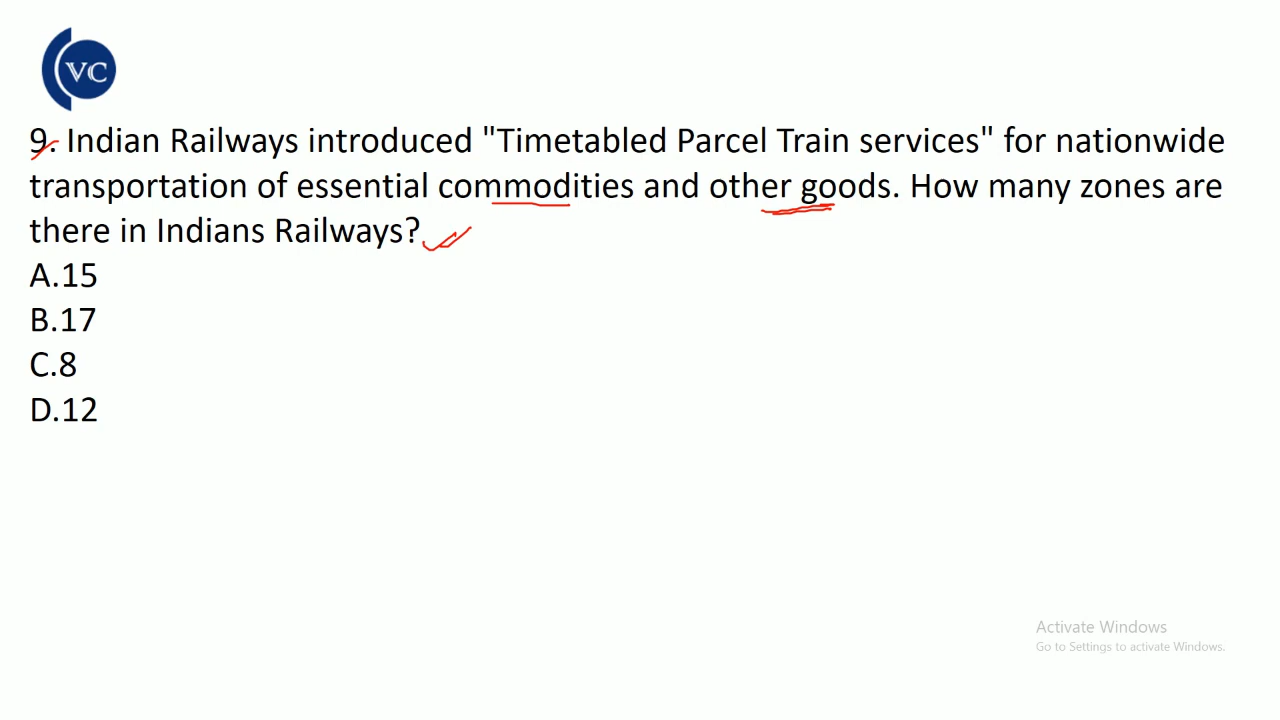 VC
9. Indian Railways introduced "Timetabled Parcel Train services" for nationwide
transportation of essential commodities and other goods. How many zones are
there in Indians Railways?
A.15
B.17
C.8
D.12
Activate Windows
Go to Settings to activate Windows.